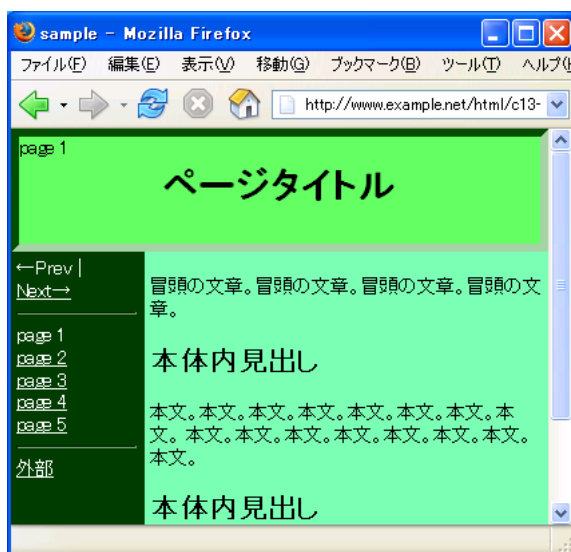 sample - Mozilla Firefox
ファイル(F) 編集(E) 表示(V) 移動(G) ブックマーク(B) ツール(T) ヘルプ(
http://www.example.net/html/c13-
page 1
ページタイトル
←Prev |
Next→
page 1
page 2
page 3
page 4
page 5
外部
冒頭の文章。冒頭の文章。冒頭の文章。冒頭の文
章。
本体内見出し
本文。本文。本文。本文。本文。本文。本文。本
文。 本文。本文。本文。本文。本文。本文。本文。
本文。
本体内見出し